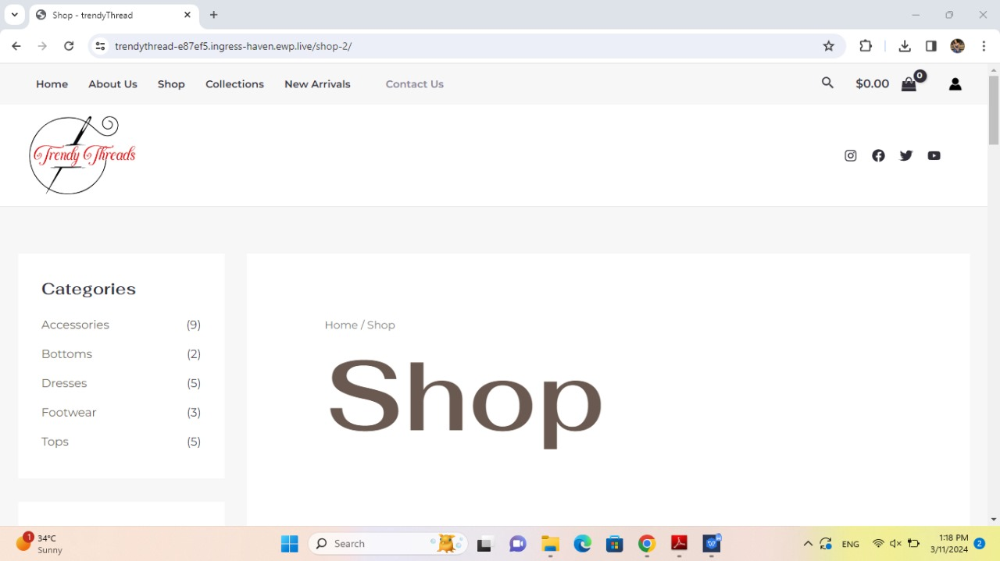 Shop - trendyThread
trendythread-e87ef5.ingress-haven.ewp.live/shop-2/
Home About Us Shop Collections New Arrivals Contact Us $0.00 0
Trendy Threads
Categories
Accessories (9)
Bottoms (2)
Dresses (5)
Footwear (3)
Tops (5)
Home / Shop
Shop
1 34°C
Sunny
Search
ENG
1:18 PM
3/11/2024
2